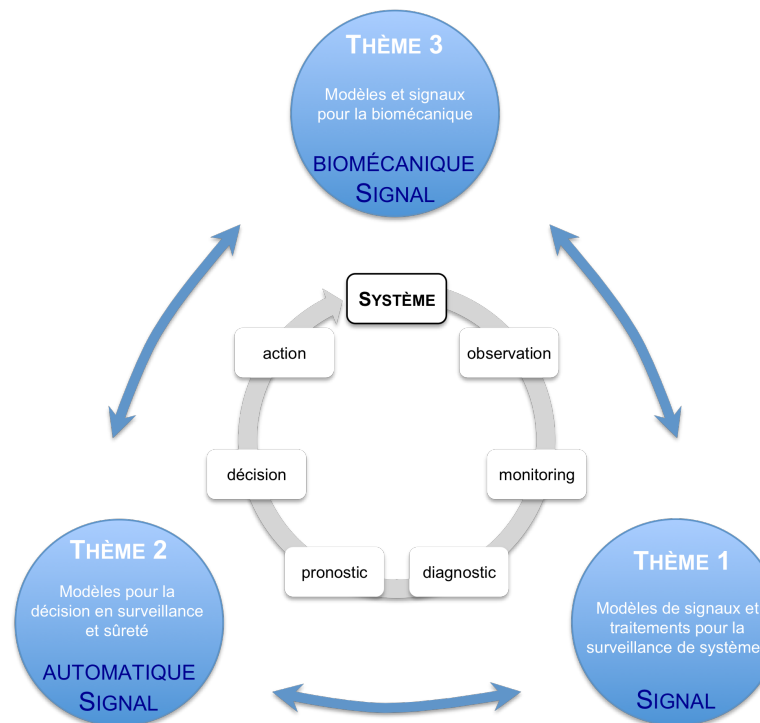 THÈME 3
Modèles et signaux
pour la biomécanique
BIOMÉCANIQUE
SIGNAL
SYSTÈME
action
observation
décision
monitoring
pronostic
diagnostic
THÈME 2
Modèles pour la
décision en surveillance
et sûreté
AUTOMATIQUE
SIGNAL
THÈME 1
Modèles de signaux et
traitements pour la
surveillance de système
SIGNAL